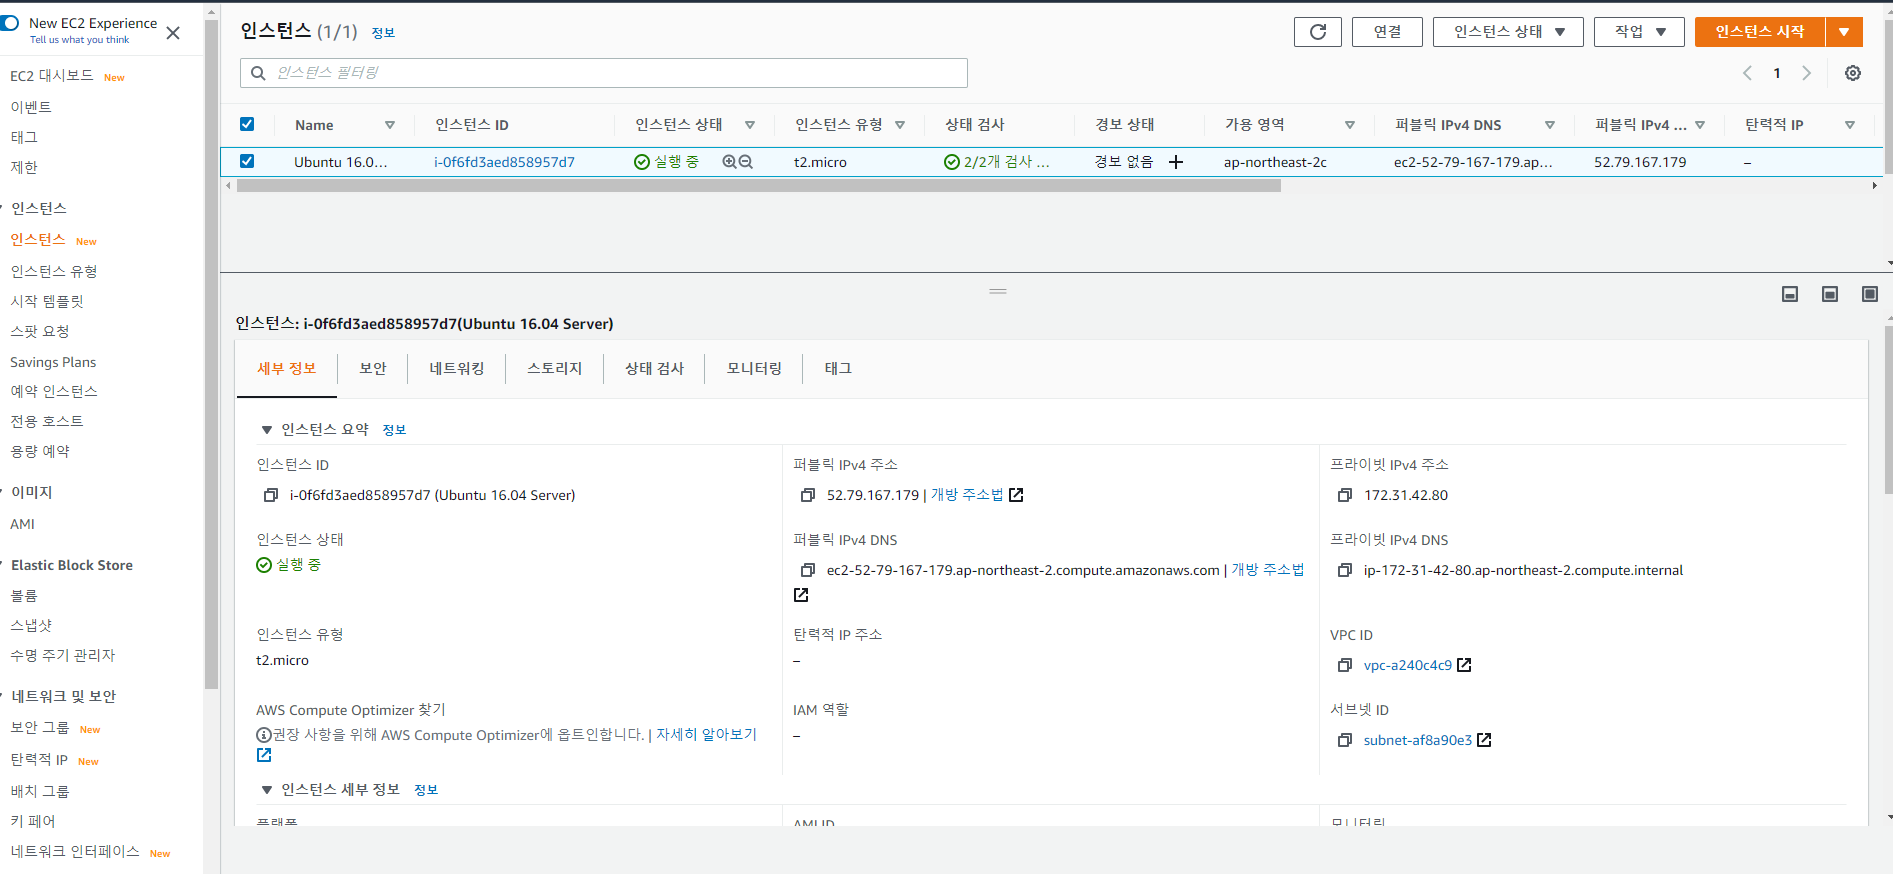 New EC2 Experience
Tell us what you think
EC2 대시보드 New
이벤트
태그
제한
인스턴스
인스턴스 New
인스턴스 유형
시작 템플릿
스팟 요청
Savings Plans
예약 인스턴스
전용 호스트
용량 예약
이미지
AMI
Elastic Block Store
볼륨
스냅샷
수명 주기 관리자
네트워크 및 보안
보안 그룹 New
탄력적 IP New
배치 그룹
키 페어
네트워크 인터페이스 New
인스턴스 (1/1) 정보
연결 인스턴스 상태 작업 인스턴스 시작
인스턴스 필터링
1
Name 인스턴스 ID 인스턴스 상태 인스턴스 유형 상태 검사 경보 상태 가용 영역 퍼블릭 IPv4 DNS 퍼블릭 IPv4 ... 탄력적 IP
Ubuntu 16.0... i-0f6fd3aed858957d7 실행 중 t2.micro 2/2개 검사 ... 경보 없음 ap-northeast-2c ec2-52-79-167-179.ap... 52.79.167.179 –
인스턴스: i-0f6fd3aed858957d7(Ubuntu 16.04 Server)
세부 정보 보안 네트워킹 스토리지 상태 검사 모니터링 태그
인스턴스 요약 정보
인스턴스 ID 퍼블릭 IPv4 주소 프라이빗 IPv4 주소
i-0f6fd3aed858957d7 (Ubuntu 16.04 Server) 52.79.167.179 | 개방 주소법 172.31.42.80
인스턴스 상태 퍼블릭 IPv4 DNS 프라이빗 IPv4 DNS
실행 중 ec2-52-79-167-179.ap-northeast-2.compute.amazonaws.com | 개방 주소법 ip-172-31-42-80.ap-northeast-2.compute.internal
인스턴스 유형 탄력적 IP 주소 VPC ID
t2.micro – vpc-a240c4c9
AWS Compute Optimizer 찾기 IAM 역할 서브넷 ID
권장 사항을 위해 AWS Compute Optimizer에 옵트인합니다. | 자세히 알아보기 – subnet-af8a90e3
인스턴스 세부 정보 정보
플랫폼 AMI ID 모니터링